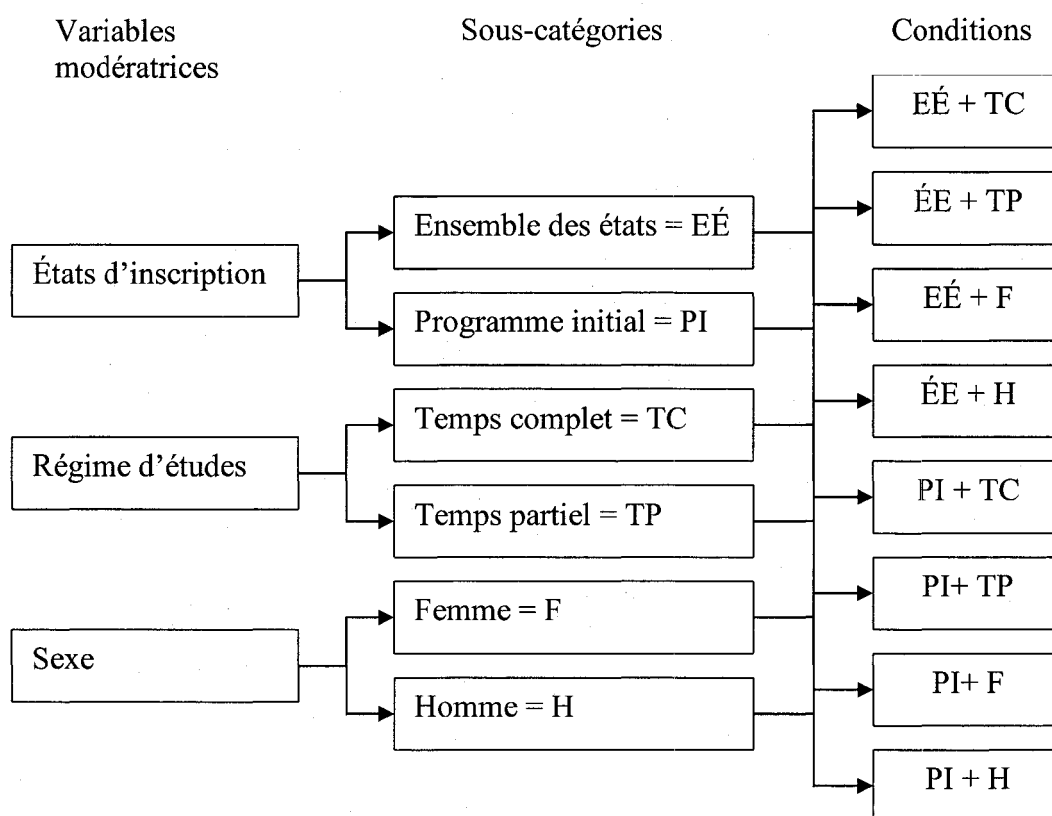 Variables
modératrices
Sous-catégories
Conditions
États d'inscription
Régime d'études
Sexe
Ensemble des états = EÉ
Programme initial = PI
Temps complet = TC
Temps partiel = TP
Femme = F
Homme = H
EÉ + TC
ÉE + TP
EÉ + F
ÉE + H
PI + TC
PI+ TP
PI+ F
PI + H